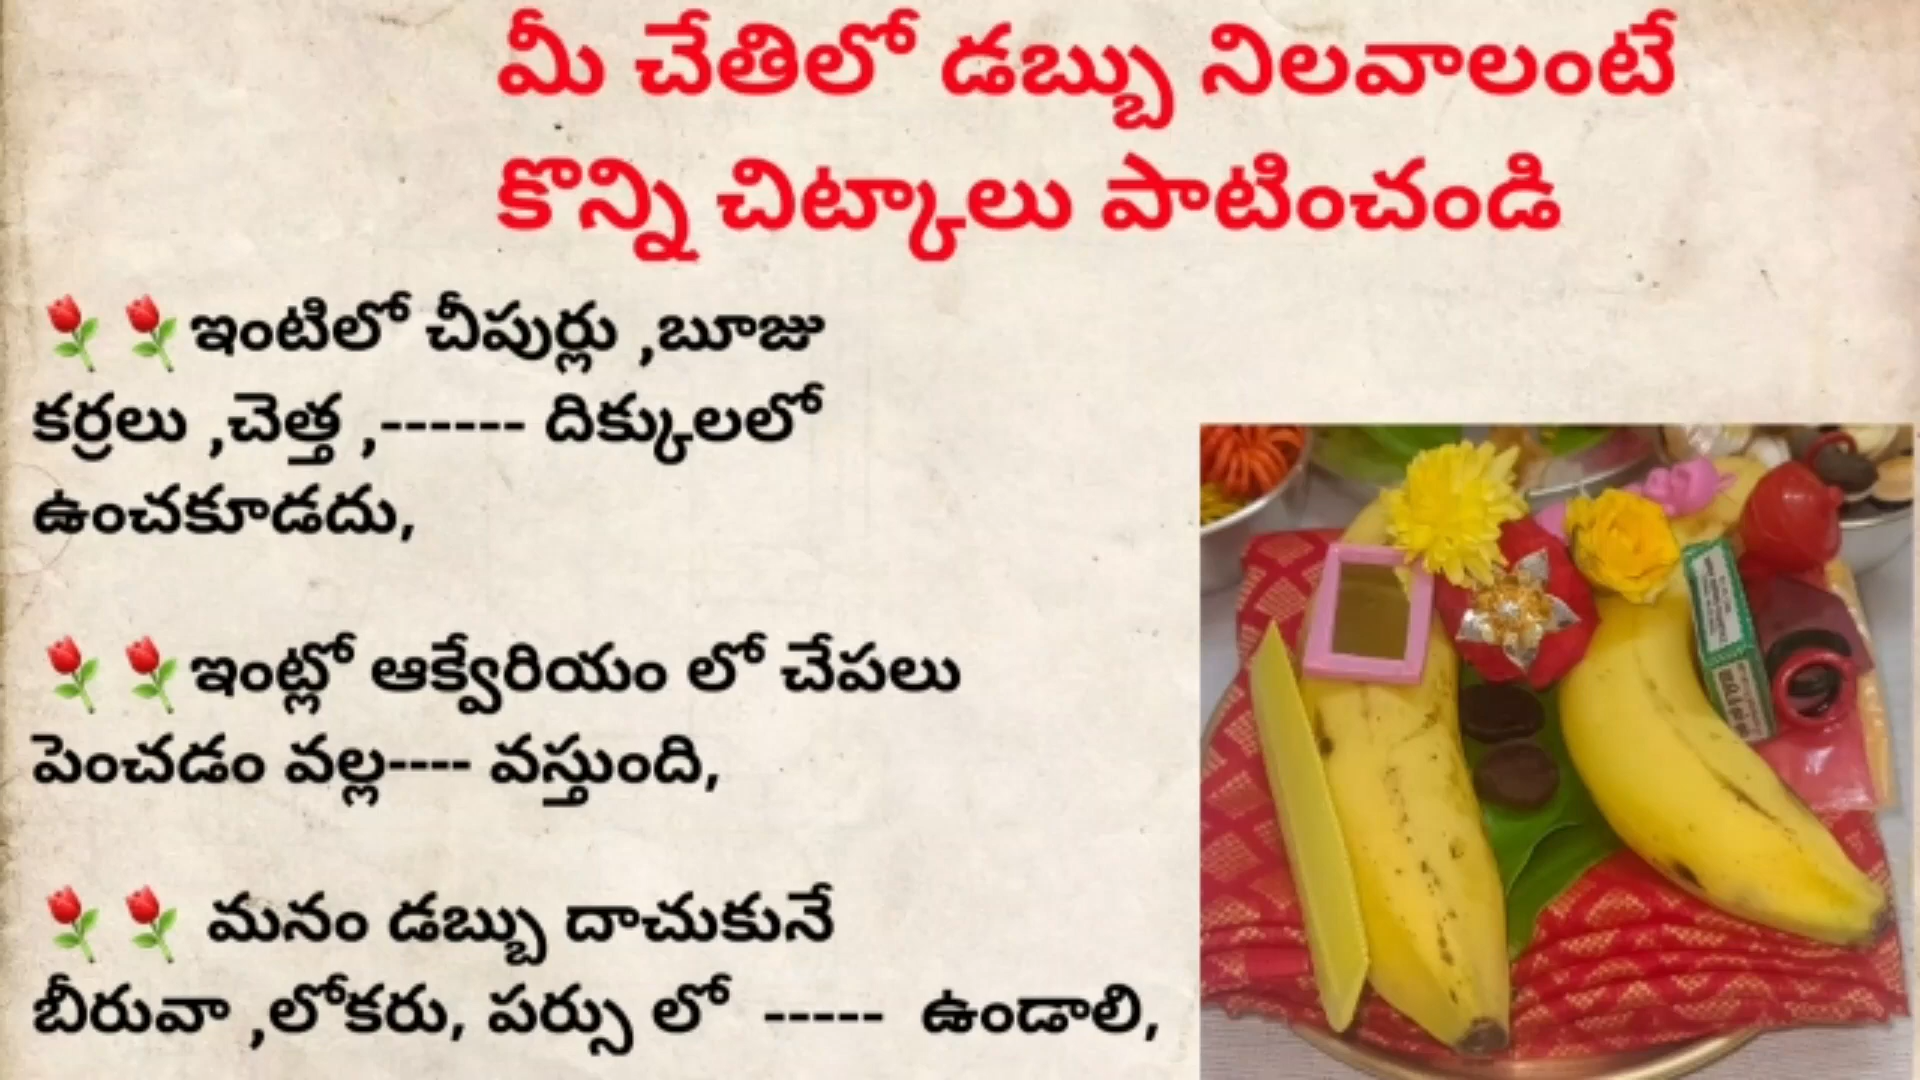 మీ చేతిలో డబ్బు నిలవాలంటే
కొన్ని చిట్కాలు పాటించండి
🌹🌹ఇంటిలో చీపుర్లు ,బూజు
కర్రలు ,చెత్త ,------ దిక్కులలో
ఉంచకూడదు,
🌹🌹ఇంట్లో ఆక్వేరియం లో చేపలు
పెంచడం వల్ల---- వస్తుంది,
🌹🌹 మనం డబ్బు దాచుకునే
బీరువా ,లోకరు, పర్సు లో ----- ఉండాలి,